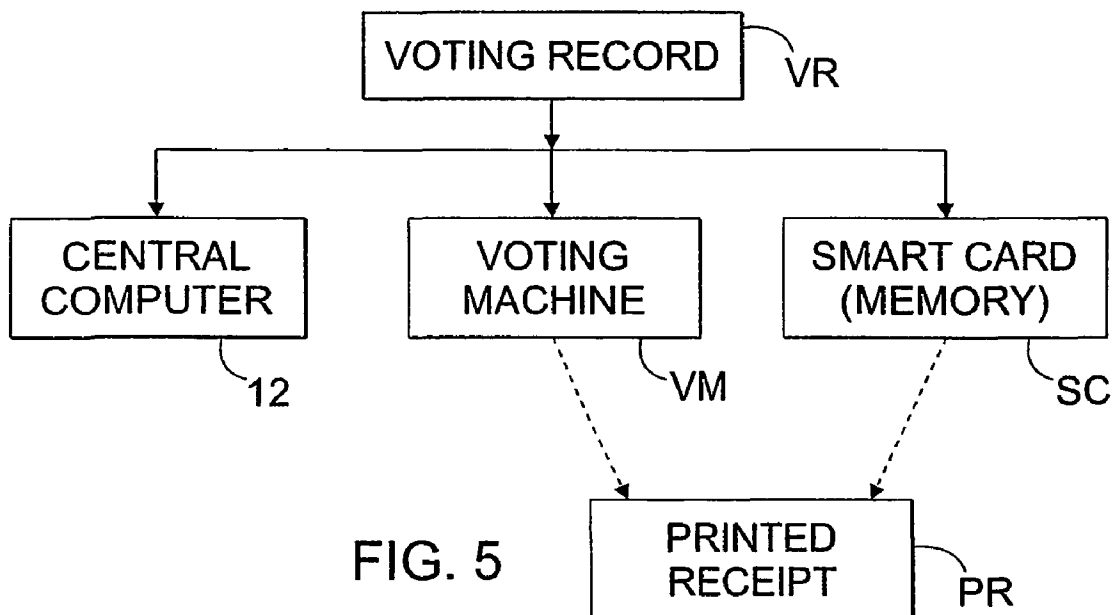 VOTING RECORD
VR
CENTRAL
COMPUTER
12
VOTING
MACHINE
VM
SMART CARD
(MEMORY)
SC
FIG. 5
PRINTED
RECEIPT
PR